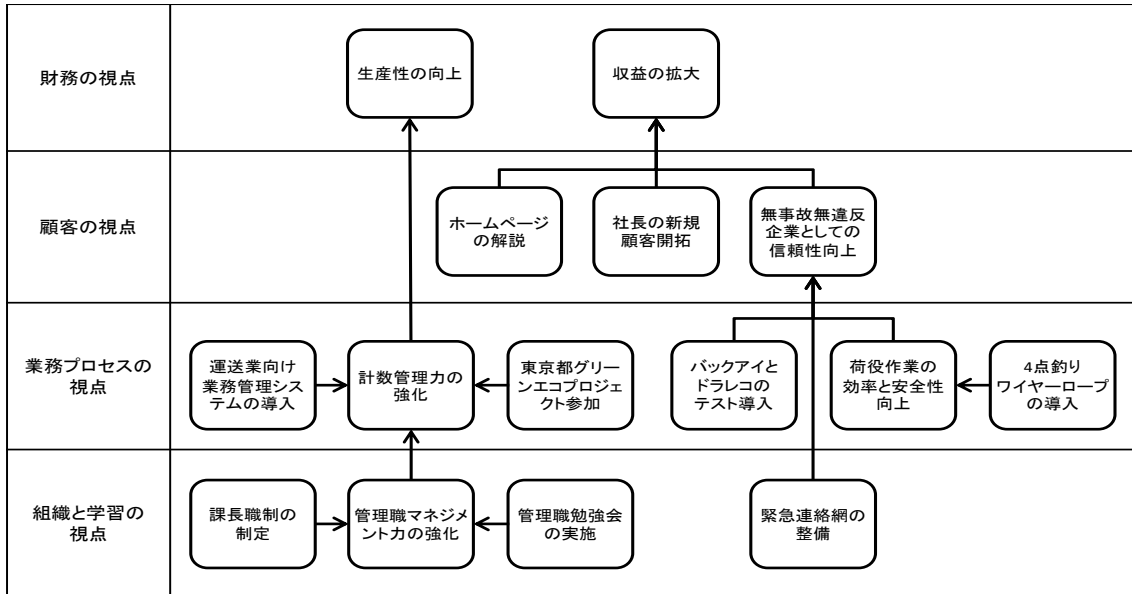 財務の視点
生産性の向上
収益の拡大
顧客の視点
ホームページ
の解説
社長の新規
顧客開拓
無事故無違反
企業としての
信頼性向上
業務プロセスの
視点
運送業向け
業務管理シス
テムの導入
計数管理力の
強化
東京都グリー
ンエコプロジェ
クト参加
バックアイと
ドラレコの
テスト導入
荷役作業の
効率と安全性
向上
4点釣り
ワイヤーロープ
の導入
組織と学習の
視点
課長職制の
制定
管理職マネジメ
ント力の強化
管理職勉強会
の実施
緊急連絡網の
整備